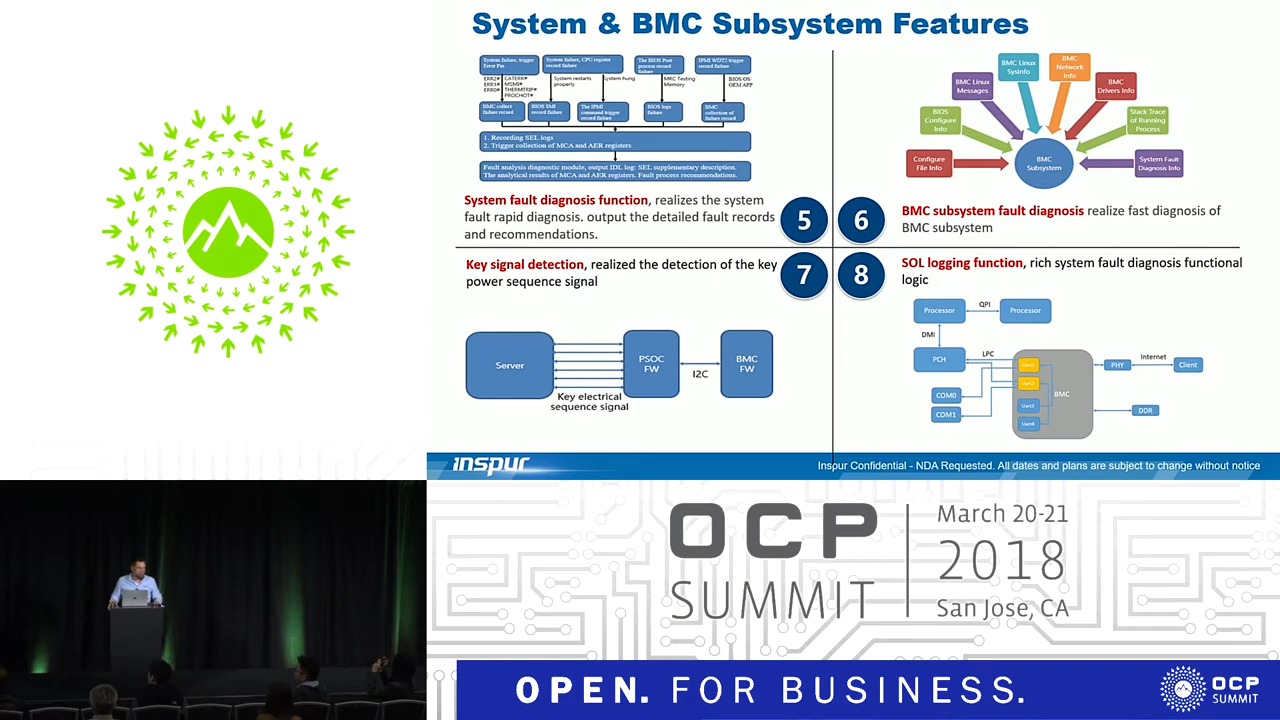 System & BMC Subsystem Features
System failure, trigger
Error Pin
System failure, CPU requests
record failure
The BIOS Post
process record
failure
IPMI WDT2 trigger
record failure
ERR2#
ERR1#
ERR0#
CATERR#
MSMI#
THERMTRIP#
PROCHOT#
System restarts
properly
System hung
MRC Testing
Memory
BIOS/OS/
OEM APP
BMC collect
failure record
BIOS SMI
record failure
The IPMI
command trigger
record failure
BIOS logs
failure
BMC
collection of
failure record
1. Recording SEL logs
2. Trigger collection of MCA and AER registers
Fault analysis diagnostic module, output IDL log: SEL supplementary description.
The analytical results of MCA and AER registers. Fault process recommendations.
System fault diagnosis function, realizes the system
fault rapid diagnosis. output the detailed fault records
and recommendations.
5
BMC Linux
Messages
BMC Linux
Sysinfo
BMC
Network
Info
BMC
Drivers Info
BIOS
Configure
Info
Stack Trace
of Running
Process
Configure
File Info
BMC
Subsystem
System Fault
Diagnosis Info
6
BMC subsystem fault diagnosis realize fast diagnosis of
BMC subsystem
Key signal detection, realized the detection of the key
power sequence signal
7
Server
PSOC
FW
BMC
FW
I2C
Key electrical
sequence signal
8
SOL logging function, rich system fault diagnosis functional
logic
Processor
QPI
Processor
DMI
PCH
LPC
Uart1
Uart2
Uart3
Uart4
BMC
COM0
COM1
PHY
Internet
Client
DDR
inspur
Inspur Confidential - NDA Requested. All dates and plans are subject to change without notice
OCP
SUMMIT
March 20-21
2018
San Jose, CA
OPEN. FOR BUSINESS.
OCP
SUMMIT